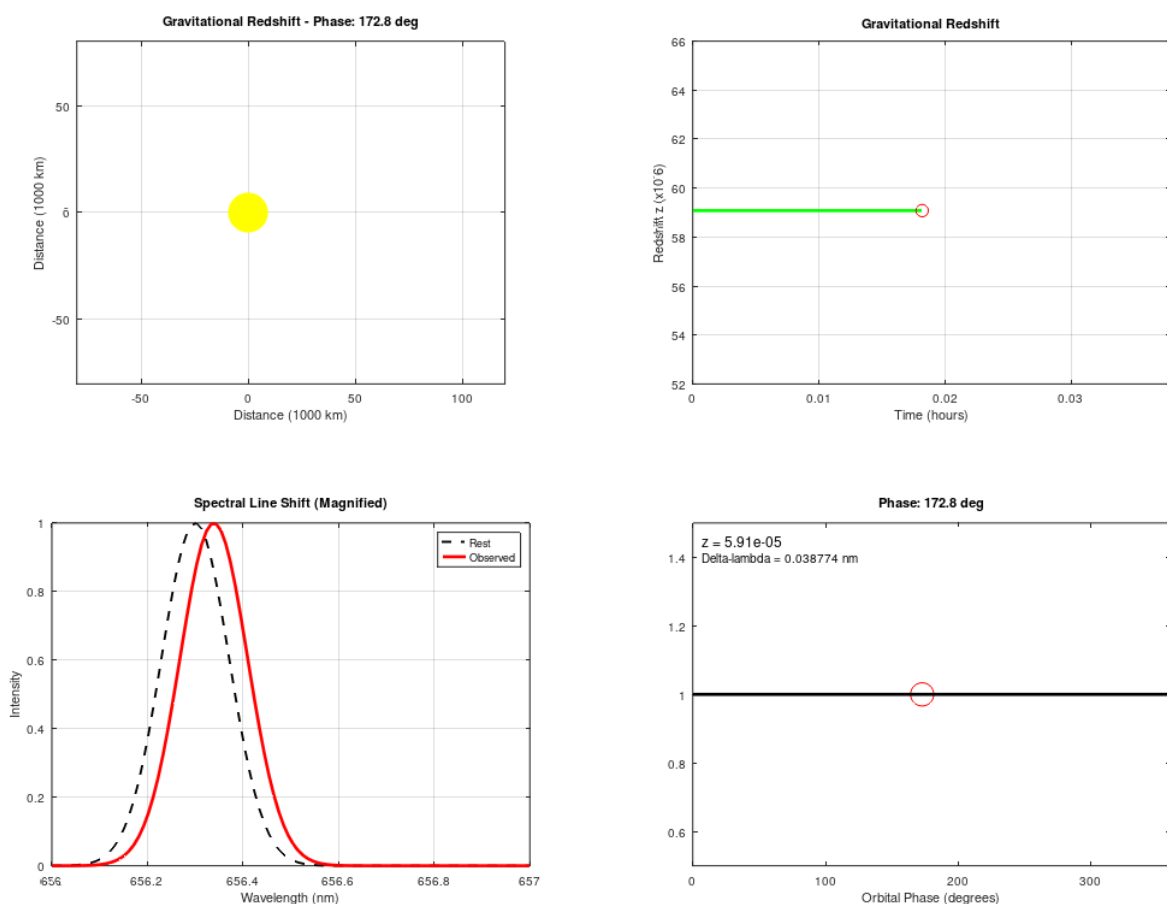 Gravitational Redshift - Phase: 172.8 deg
Distance (1000 km)
50
0
-50
-50
0
50
100
Distance (1000 km)
Gravitational Redshift
Redshift z (x10^-6)
66
64
62
60
58
56
54
52
0
0.01
0.02
0.03
Time (hours)
Spectral Line Shift (Magnified)
Intensity
1
0.8
0.6
0.4
0.2
0
656
656.2
656.4
656.6
656.8
657
Wavelength (nm)
Rest
Observed
Phase: 172.8 deg
z = 5.91e-05
Delta-lambda = 0.038774 nm
1.4
1.2
1
0.8
0.6
0
100
200
300
Orbital Phase (degrees)